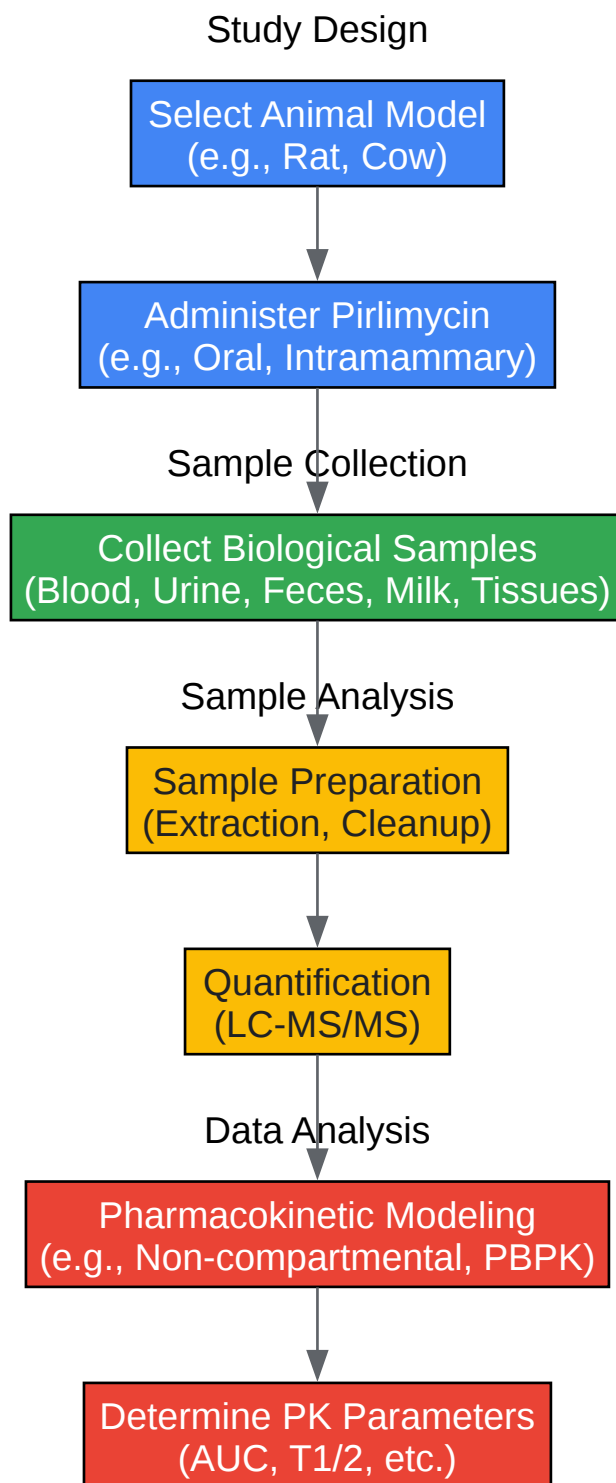 Study Design
Select Animal Model
(e.g., Rat, Cow)
Administer Pirlimycin
(e.g., Oral, Intramammary)
Sample Collection
Collect Biological Samples
(Blood, Urine, Feces, Milk, Tissues)
Sample Analysis
Sample Preparation
(Extraction, Cleanup)
Quantification
(LC-MS/MS)
Data Analysis
Pharmacokinetic Modeling
(e.g., Non-compartmental, PBPK)
Determine PK Parameters
(AUC, T1/2, etc.)